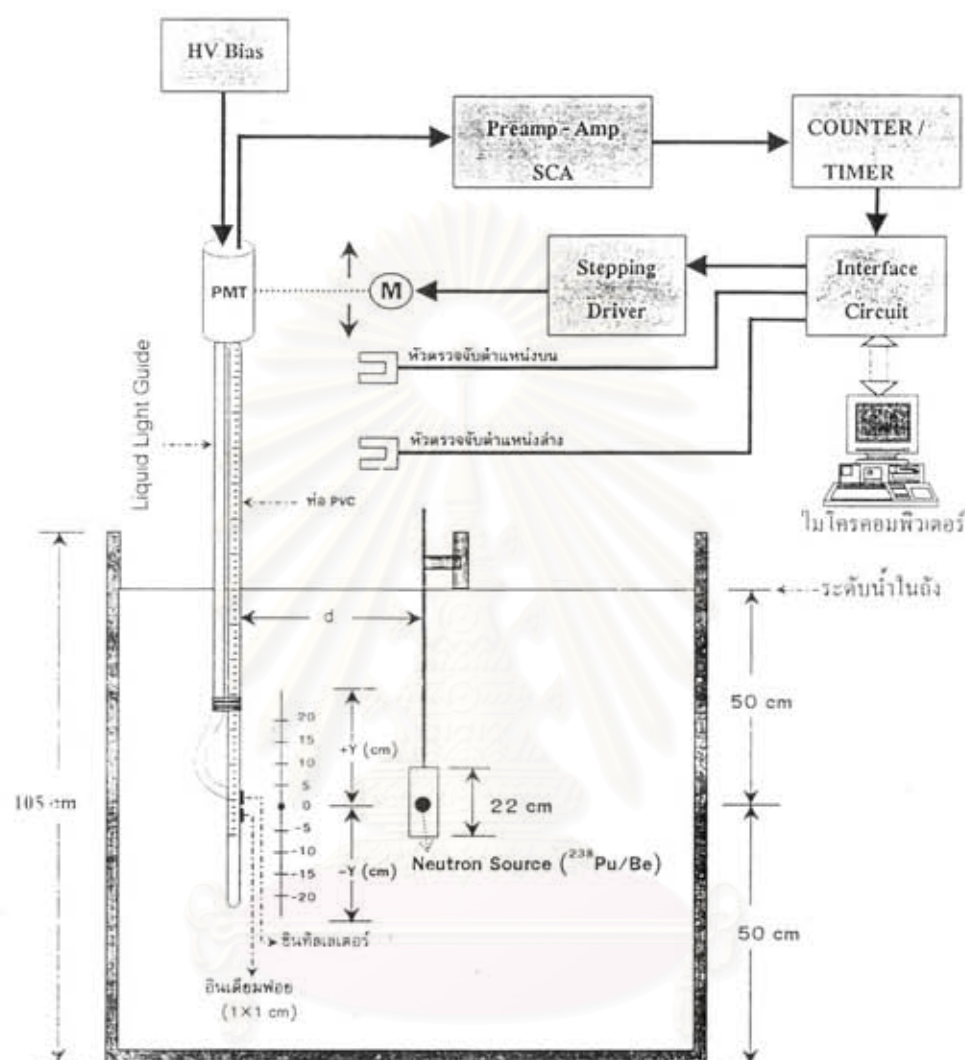 HV Bias
Preamp - Amp
SCA
COUNTER /
TIMER
PMT
M
Stepping
Driver
Interface
Circuit
หัวตรวจจับตำแหน่งบน
หัวตรวจจับตำแหน่งล่าง
Liquid Light Guide
ท่อ PVC
ไมโครคอมพิวเตอร์
ระดับน้ำในถัง
d
105 cm
50 cm
50 cm
20
15
10
5
0
-5
-10
-15
-20
+Y (cm)
-Y (cm)
22 cm
Neutron Source (²³⁸Pu/Be)
ซินทิลเลเตอร์
อินเดียมฟอย
(1×1 cm)